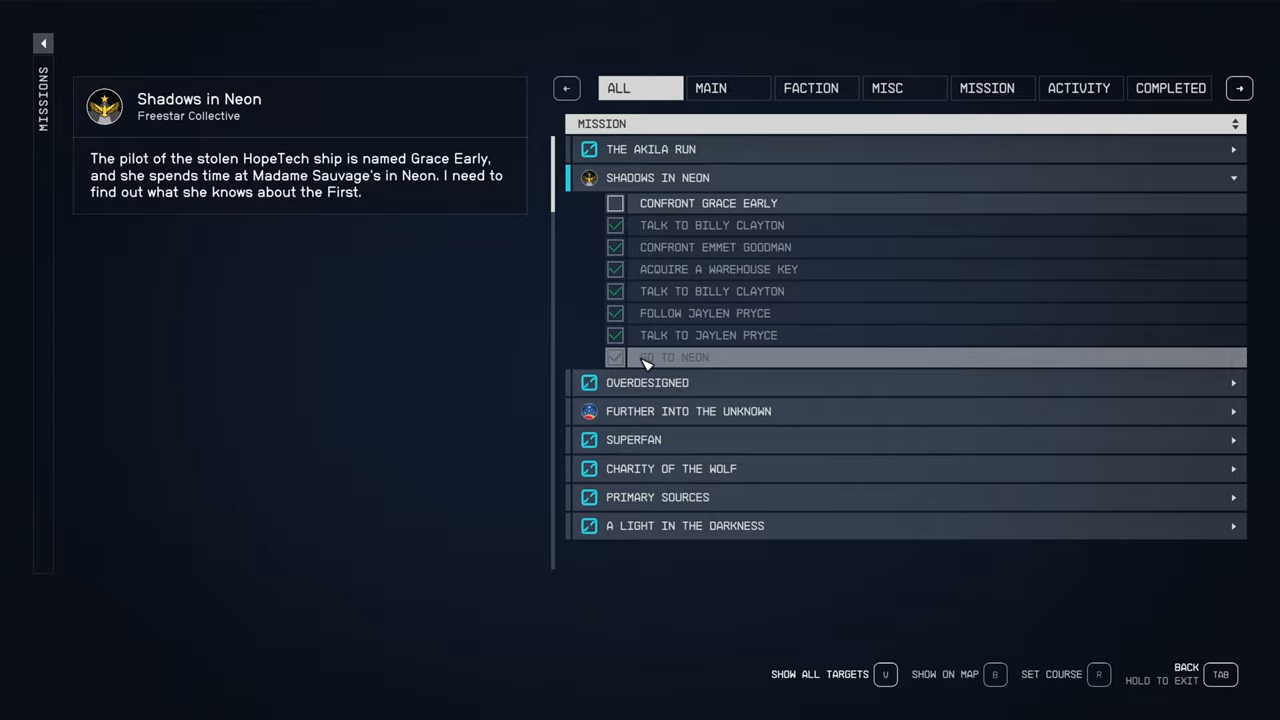 MISSIONS
Shadows in Neon
Freestar Collective
The pilot of the stolen HopeTech ship is named Grace Early,
and she spends time at Madame Sauvage's in Neon. I need to
find out what she knows about the First.
ALL MAIN FACTION MISC MISSION ACTIVITY COMPLETED
MISSION
THE AKILA RUN
SHADOWS IN NEON
CONFRONT GRACE EARLY
TALK TO BILLY CLAYTON
CONFRONT EMMET GOODMAN
ACQUIRE A WAREHOUSE KEY
TALK TO BILLY CLAYTON
FOLLOW JAYLEN PRYCE
TALK TO JAYLEN PRYCE
GO TO NEON
OVERDESIGNED
FURTHER INTO THE UNKNOWN
SUPERFAN
CHARITY OF THE WOLF
PRIMARY SOURCES
A LIGHT IN THE DARKNESS
SHOW ALL TARGETS V SHOW ON MAP B SET COURSE R BACK TAB
HOLD TO EXIT